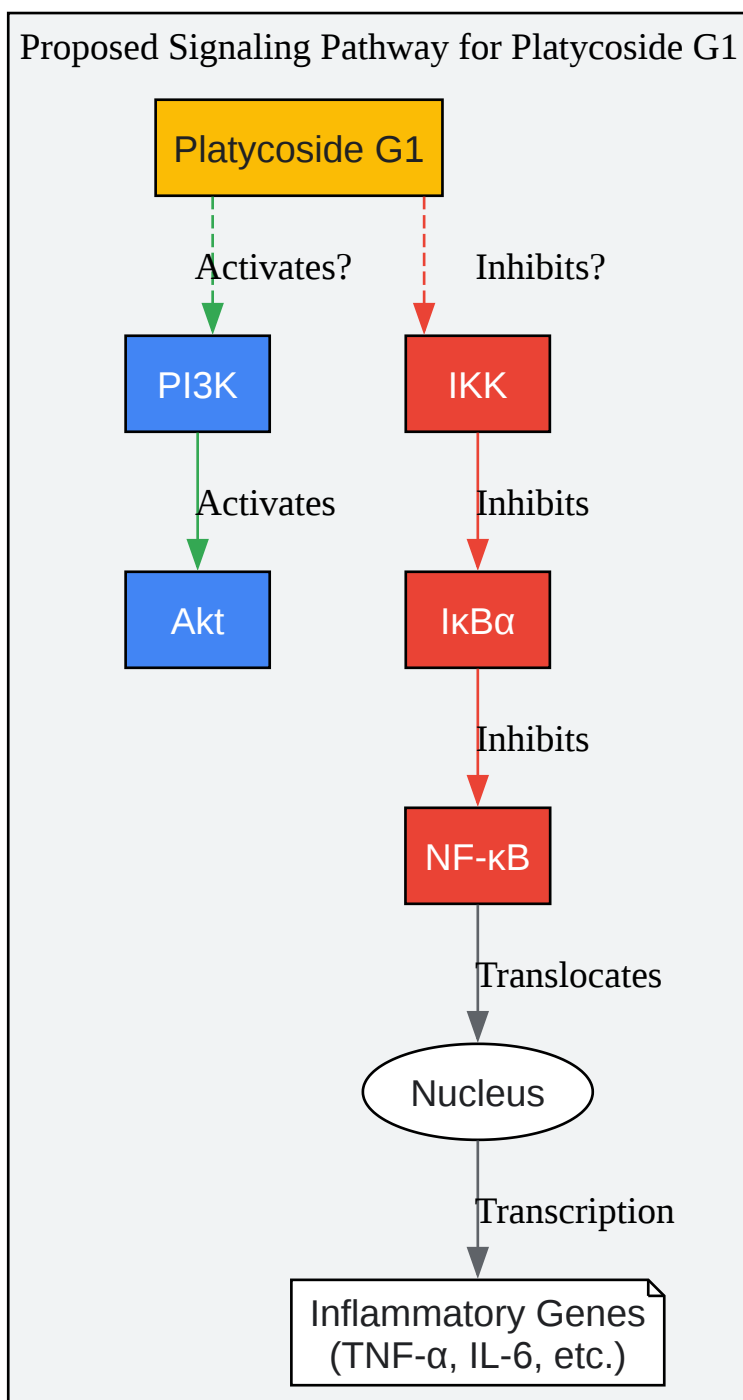 Proposed Signaling Pathway for Platycoside G1
Platycoside G1
Activates?
Inhibits?
PI3K
IKK
Activates
Inhibits
Akt
IκBα
Inhibits
NF-κB
Translocates
Nucleus
Transcription
Inflammatory Genes
(TNF-α, IL-6, etc.)